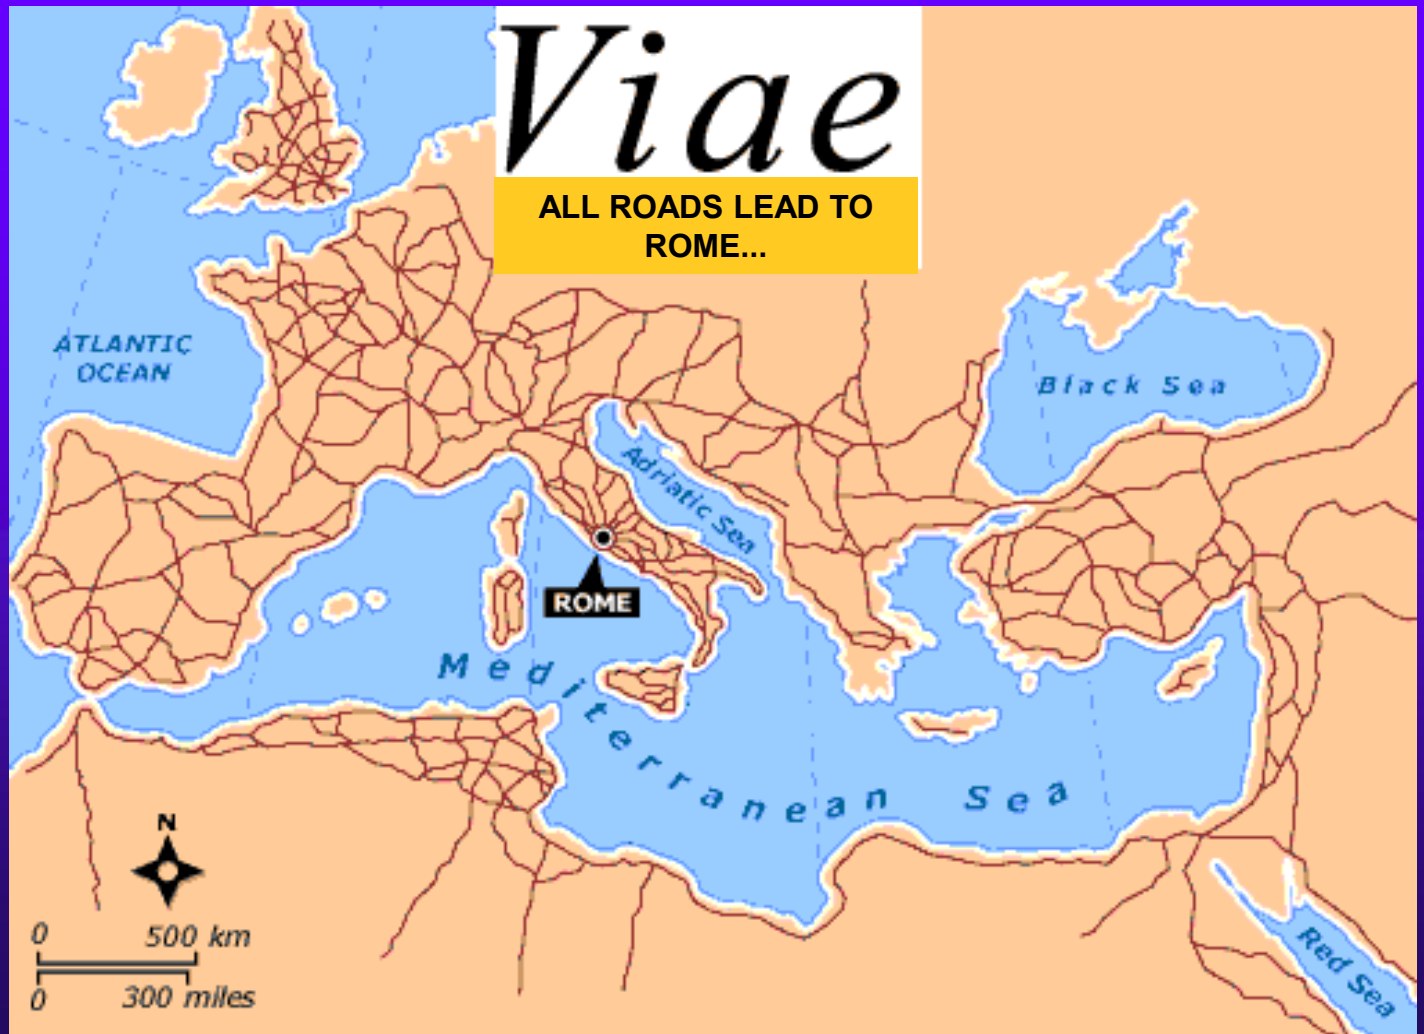 Viae
ALL ROADS LEAD TO
ROME...
ATLANTIC
OCEAN
Black Sea
Adriatic Sea
ROME
Mediterranean Sea
N
0 500 km
0 300 miles
Red Sea